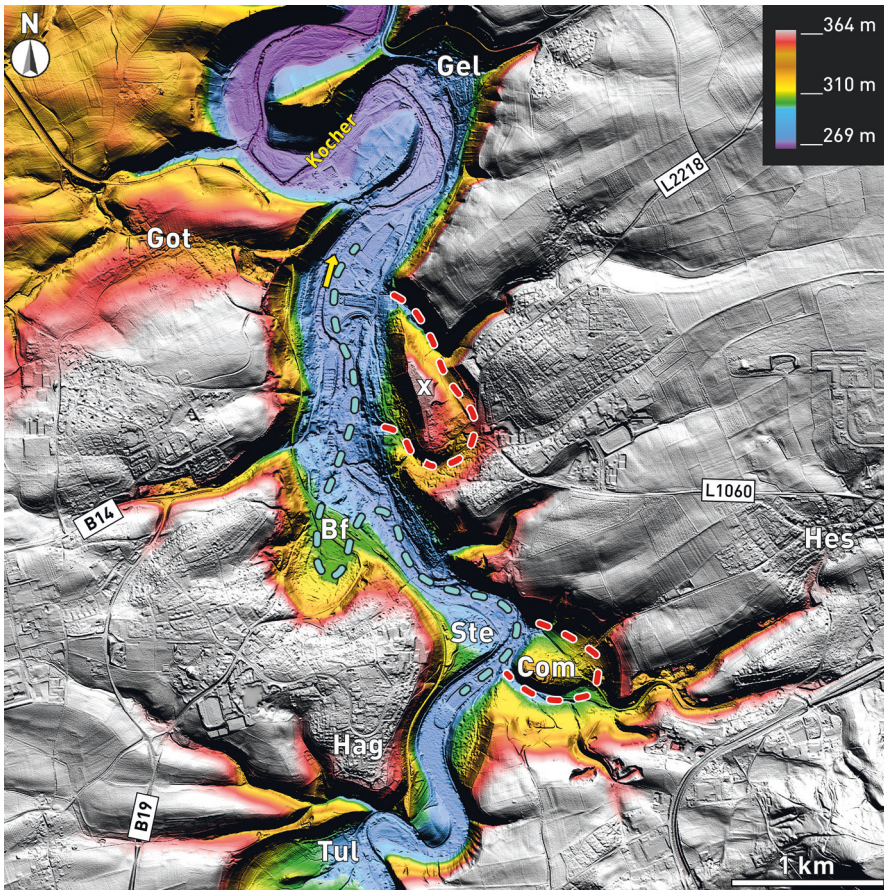 N
Gel
364 m
310 m
269 m
Kocher
L2218
Got
x
B14
L1060
Bf
Hes
Ste
Com
Hag
B19
Tul
1 km